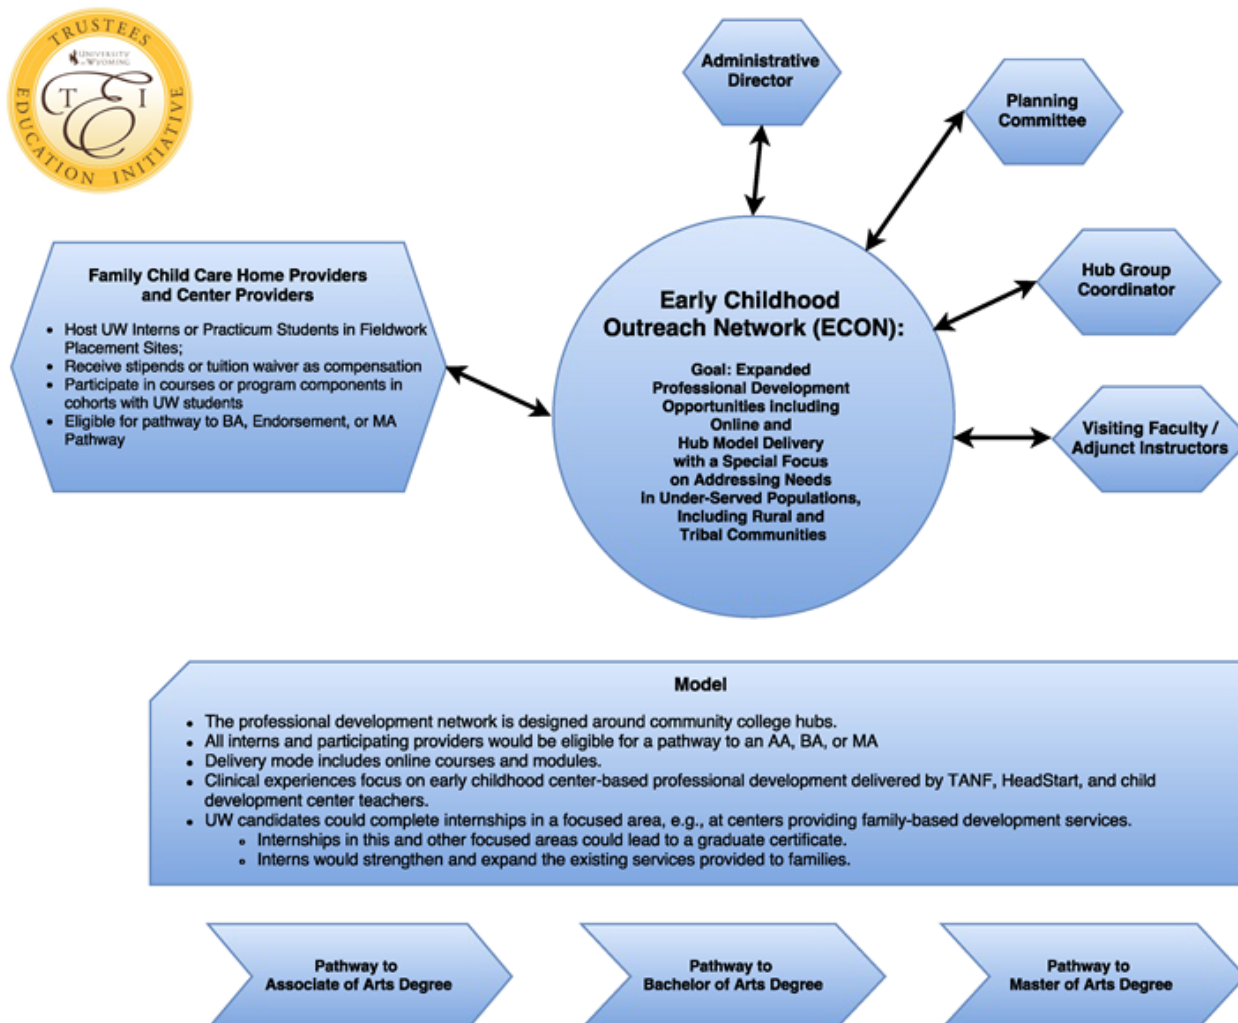 TRUSTEES
UNIVERSITY
OF WYOMING
TEI
EDUCATION INITIATIVE
Administrative
Director
Planning
Committee
Hub Group
Coordinator
Visiting Faculty /
Adjunct Instructors
Family Child Care Home Providers
and Center Providers
• Host UW Interns or Practicum Students in Fieldwork
Placement Sites;
• Receive stipends or tuition waiver as compensation
• Participate in courses or program components in
cohorts with UW students
• Eligible for pathway to BA, Endorsement, or MA
Pathway
Early Childhood
Outreach Network (ECON):
Goal: Expanded
Professional Development
Opportunities Including
Online and
Hub Model Delivery
with a Special Focus
on Addressing Needs
in Under-Served Populations,
Including Rural and
Tribal Communities
Model
• The professional development network is designed around community college hubs.
• All interns and participating providers would be eligible for a pathway to an AA, BA, or MA
• Delivery mode includes online courses and modules.
• Clinical experiences focus on early childhood center-based professional development delivered by TANF, HeadStart, and child
development center teachers.
• UW candidates could complete internships in a focused area, e.g., at centers providing family-based development services.
◦ Internships in this and other focused areas could lead to a graduate certificate.
◦ Interns would strengthen and expand the existing services provided to families.
Pathway to
Associate of Arts Degree
Pathway to
Bachelor of Arts Degree
Pathway to
Master of Arts Degree